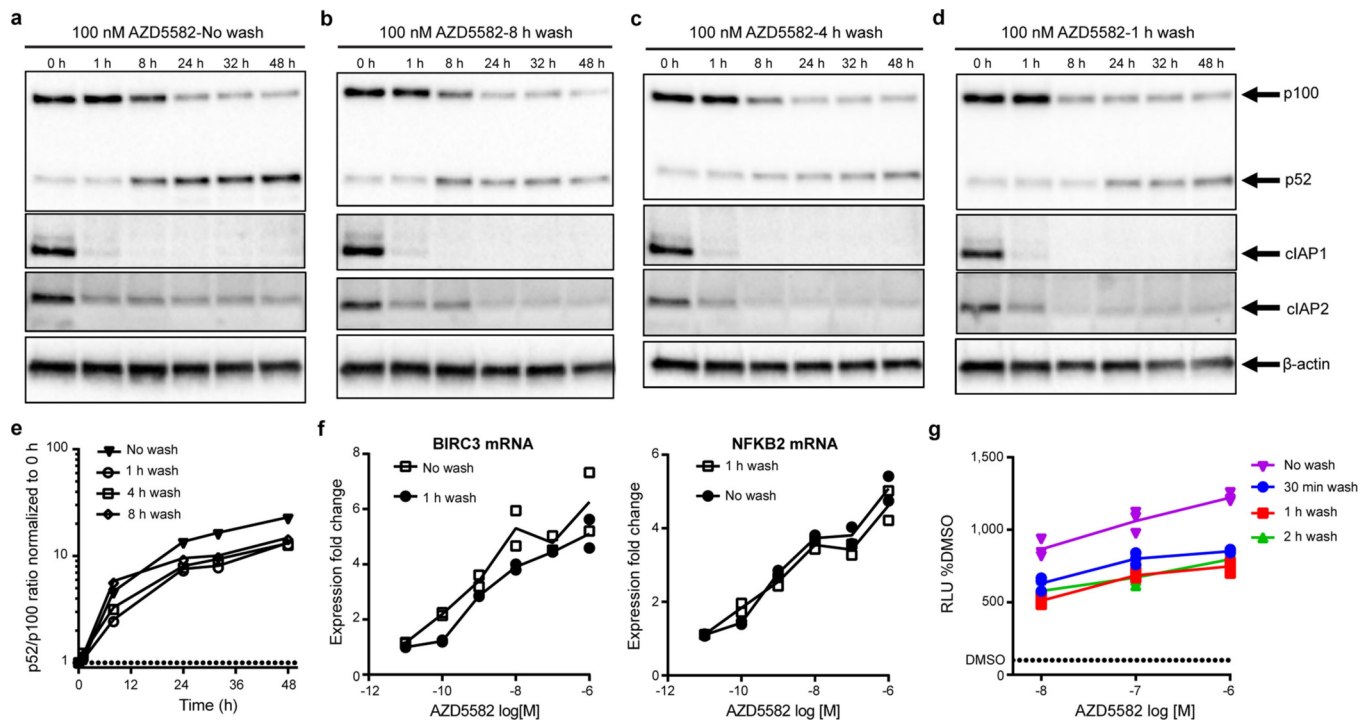 a
100 nM AZD5582-No wash
0 h 1 h 8 h 24 h 32 h 48 h
b
100 nM AZD5582-8 h wash
0 h 1 h 8 h 24 h 32 h 48 h
c
100 nM AZD5582-4 h wash
0 h 1 h 8 h 24 h 32 h 48 h
d
100 nM AZD5582-1 h wash
0 h 1 h 8 h 24 h 32 h 48 h
p100
p52
cIAP1
cIAP2
β-actin
e
p52/p100 ratio normalized to 0 h
100
10
1
No wash
1 h wash
4 h wash
8 h wash
0 12 24 36 48
Time (h)
f
BIRC3 mRNA
Expression fold change
8
6
4
2
0
No wash
1 h wash
-12 -10 -8 -6
AZD5582 log[M]
NFKB2 mRNA
Expression fold change
6
4
2
0
1 h wash
No wash
-12 -10 -8 -6
AZD5582 log [M]
g
RLU %DMSO
1,500
1,000
500
DMSO
No wash
30 min wash
1 h wash
2 h wash
-8 -7 -6
AZD5582 log [M]